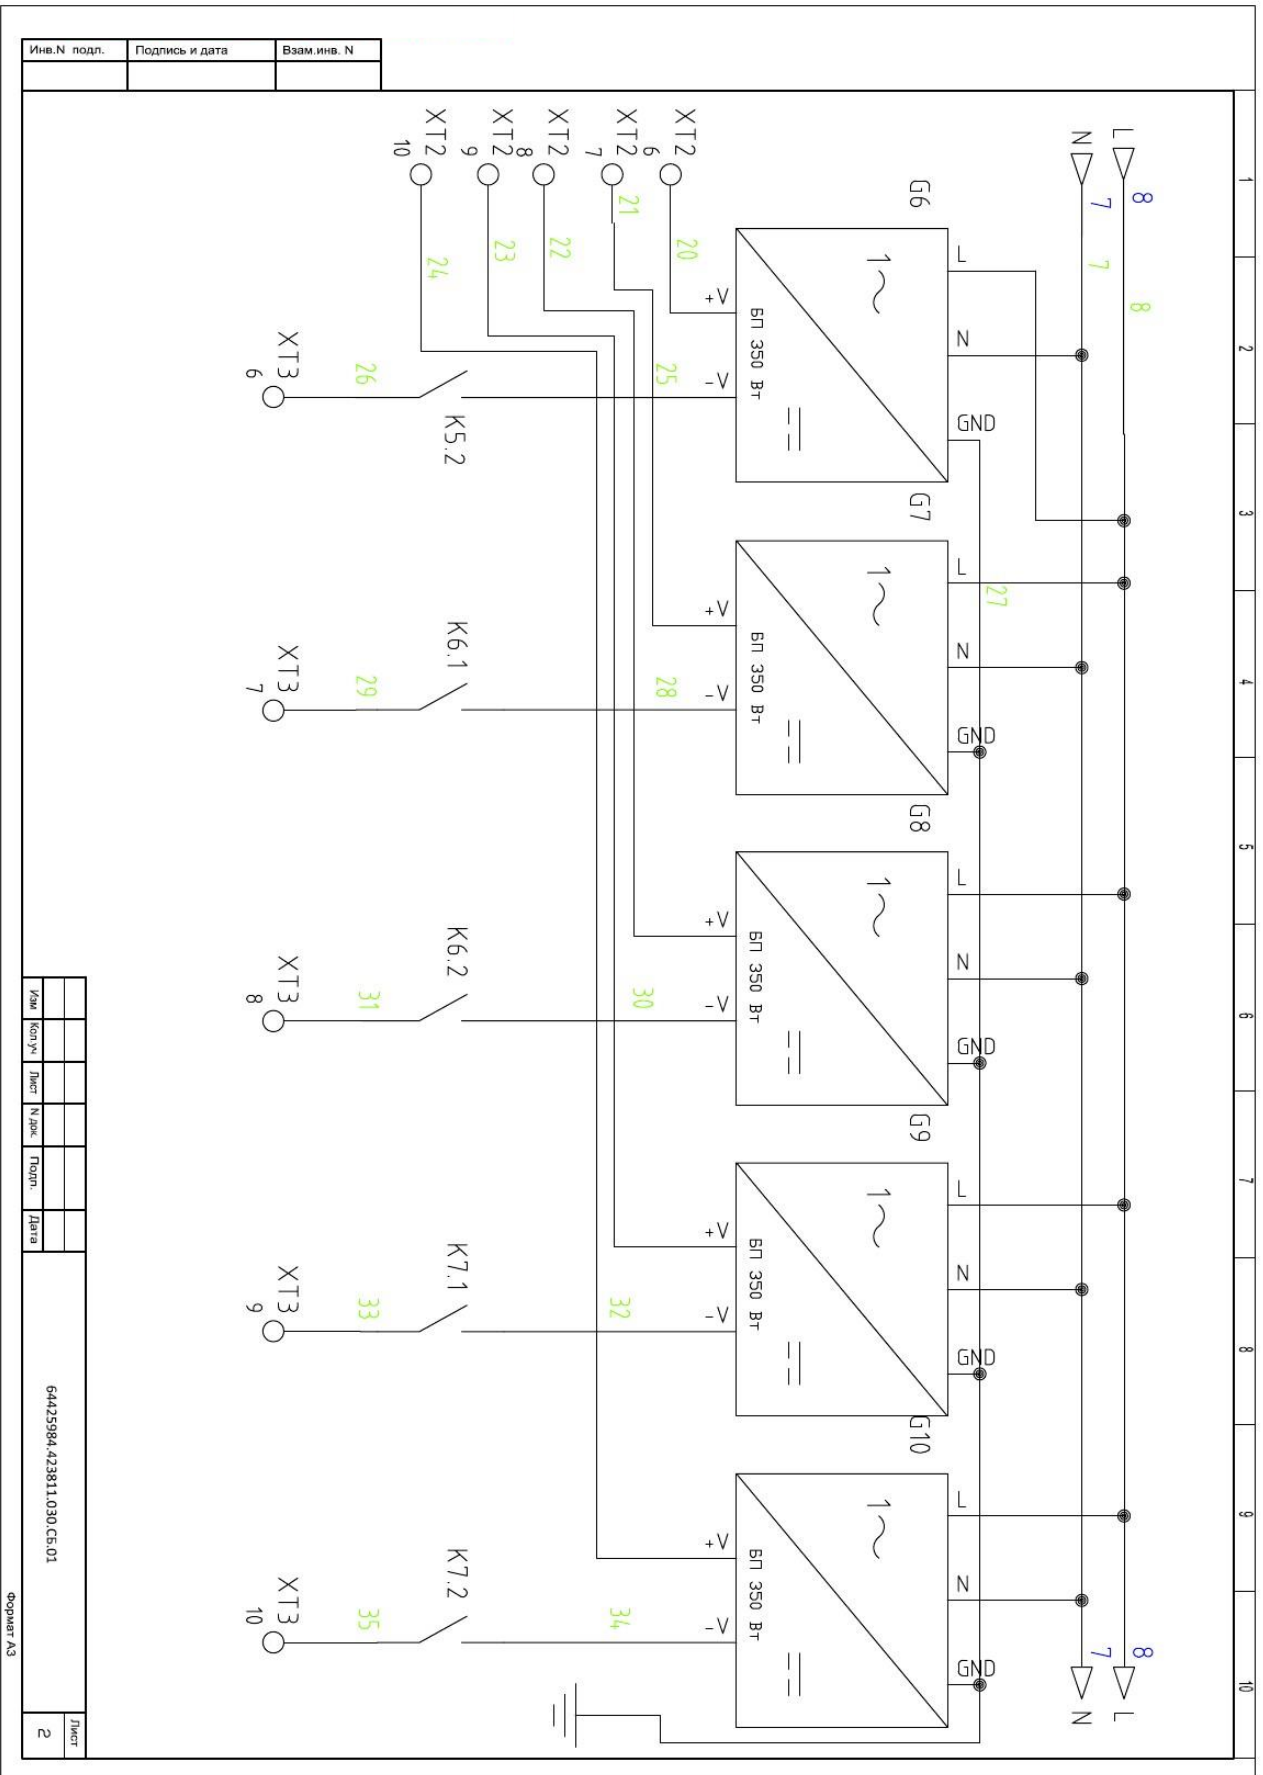 1
2
3
4
5
6
7
8
9
10
L
8
8
8
L
N
7
7
7
N
G6
L
N
GND
1~
БП 350 Вт
+V
-V
G7
L
N
GND
27
1~
БП 350 Вт
+V
-V
G8
L
N
GND
1~
БП 350 Вт
+V
-V
G9
L
N
GND
1~
БП 350 Вт
+V
-V
G10
L
N
GND
1~
БП 350 Вт
+V
-V
XT2
6
20
XT2
7
21
XT2
8
22
XT2
9
23
XT2
10
24
25
28
30
32
34
K5.2
K6.1
K6.2
K7.1
K7.2
26
29
31
33
35
XT3
6
XT3
7
XT3
8
XT3
9
XT3
10
Инв.N подл.
Подпись и дата
Взам.инв. N
Изм
Кол.уч
Лист
N док.
Подп.
Дата
64425984.423811.030.СБ.01
Лист
2
Формат А3